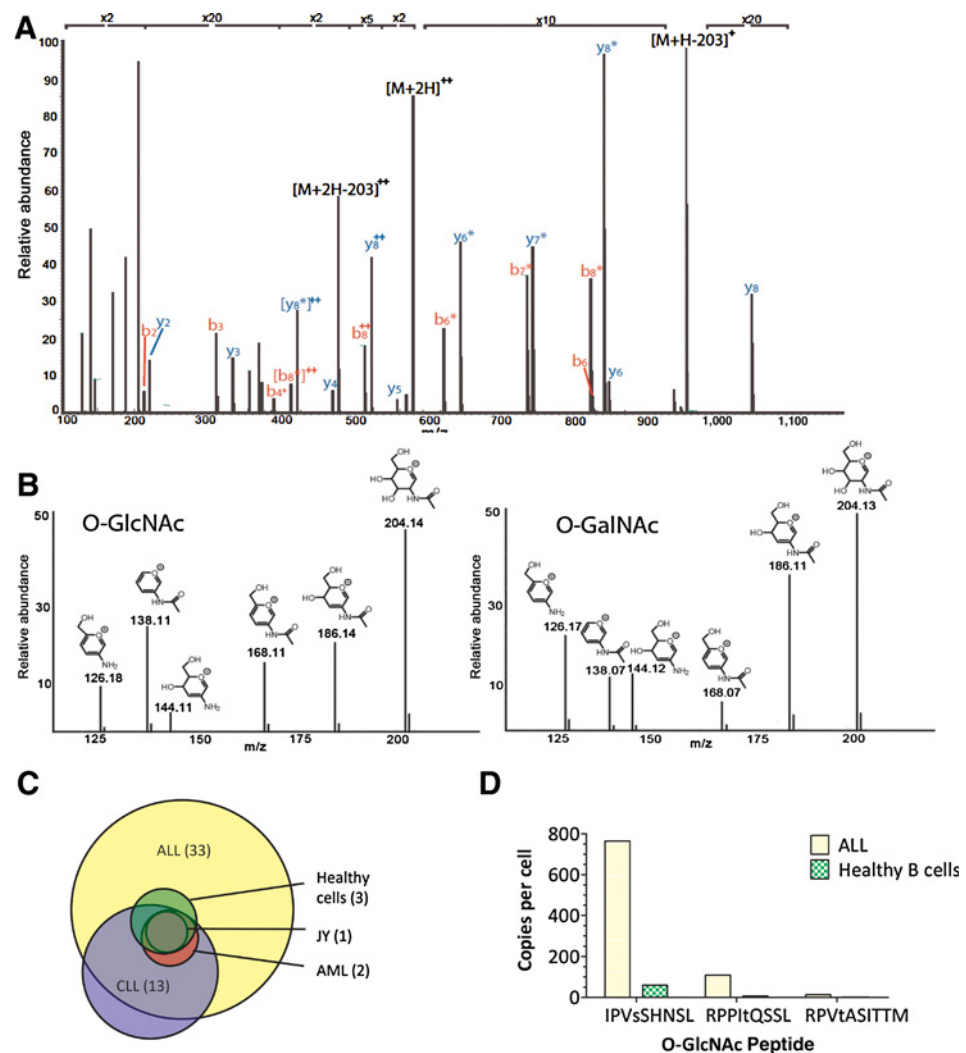 x2 x20 x2 x5 x2 x10 x20
A
[M+H-203]+
y8*
[M+2H]++
[M+2H-203]++
y8++
y6*
y7*
b7*
b8*
[y8*]++
y2
b2
b3
y3
b8++
b6*
y8
[b8*]++
b4*
y4
y5
b6
y6
Relative abundance
100
90
80
70
60
50
40
30
20
10
0
100 200 300 400 500 600 700 800 900 1,000 1,100
m/z
B
O-GlcNAc
Relative abundance
50
30
10
126.18
138.11
144.11
168.11
186.14
204.14
125 150 175 200
m/z
O-GalNAc
Relative abundance
50
30
10
126.17
138.07
144.12
168.07
186.11
204.13
125 150 175 200
m/z
C
ALL (33)
Healthy
cells (3)
JY (1)
AML (2)
CLL (13)
D
Copies per cell
800
600
400
200
0
ALL
Healthy B cells
IPVsSHNSL RPPItQSSL RPVtASITTM
O-GlcNAc Peptide